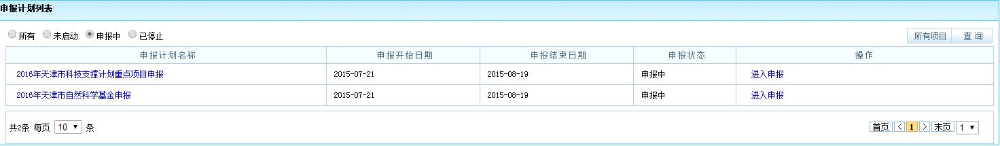 申报计划列表
所有 未启动 申报中 已停止 所有项目 查 询
申报计划名称 申报开始日期 申报结束日期 申报状态 操作
2016年天津市科技支撑计划重点项目申报 2015-07-21 2015-08-19 申报中 进入申报
2016年天津市自然科学基金申报 2015-07-21 2015-08-19 申报中 进入申报
共2条 每页 10 条 首页 < 1 > 末页 1